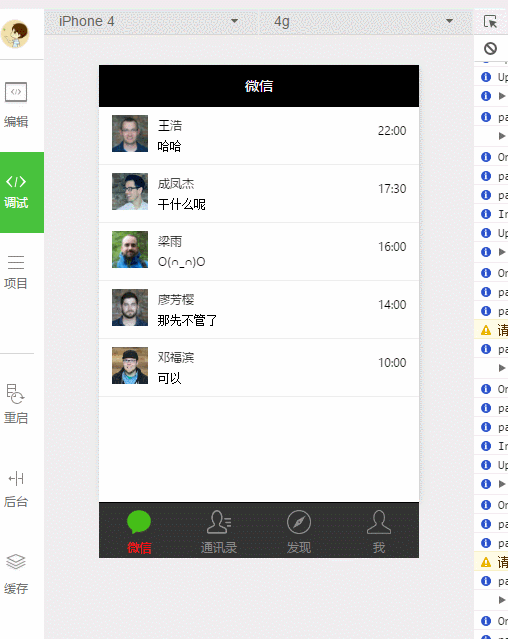 iPhone 4
4g
编辑
调试
项目
重启
后台
缓存
微信
王浩
22:00
哈哈
成凤杰
17:30
干什么呢
梁雨
16:00
O(∩_∩)O
廖芳樱
14:00
那先不管了
邓福滨
10:00
可以
微信
通讯录
发现
我
Up
pa
On
pa
pa
In
Up
On
pa
pa
请
pa
On
pa
pa
In
Up
On
pa
pa
请
pa
On